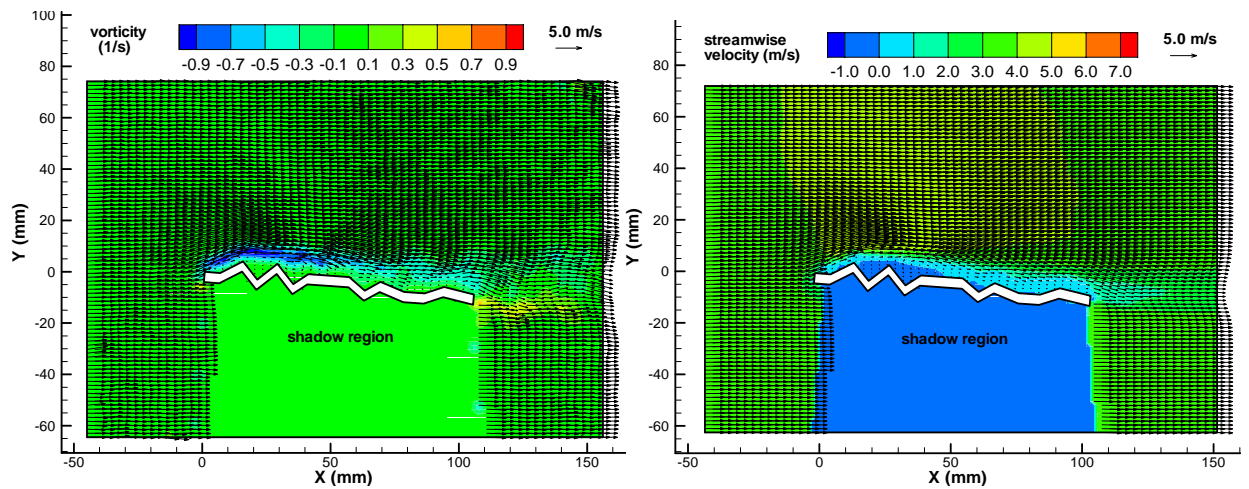 vorticity
(1/s)
-0.9 -0.7 -0.5 -0.3 -0.1 0.1 0.3 0.5 0.7 0.9
5.0 m/s
Y (mm)
100
80
60
40
20
0
-20
-40
-60
shadow region
-50 0 50 100 150
X (mm)
streamwise
velocity (m/s)
-1.0 0.0 1.0 2.0 3.0 4.0 5.0 6.0 7.0
5.0 m/s
Y (mm)
80
60
40
20
0
-20
-40
-60
shadow region
-50 0 50 100 150
X (mm)